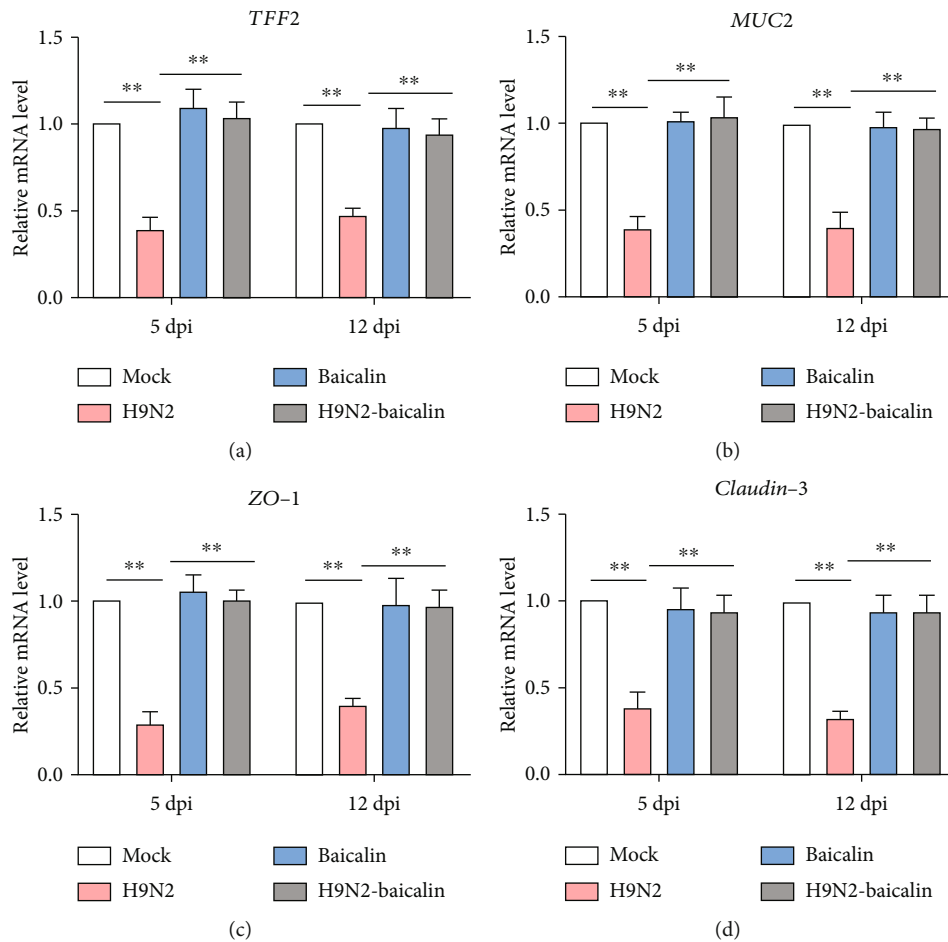 TFF2
Relative mRNA level
1.5
1.0
0.5
0.0
** ** ** **
5 dpi 12 dpi
Mock Baicalin
H9N2 H9N2-baicalin
(a)
MUC2
Relative mRNA level
1.5
1.0
0.5
0.0
** ** ** **
5 dpi 12 dpi
Mock Baicalin
H9N2 H9N2-baicalin
(b)
ZO–1
Relative mRNA level
1.5
1.0
0.5
0.0
** ** ** **
5 dpi 12 dpi
Mock Baicalin
H9N2 H9N2-baicalin
(c)
Claudin–3
Relative mRNA level
1.5
1.0
0.5
0.0
** ** ** **
5 dpi 12 dpi
Mock Baicalin
H9N2 H9N2-baicalin
(d)